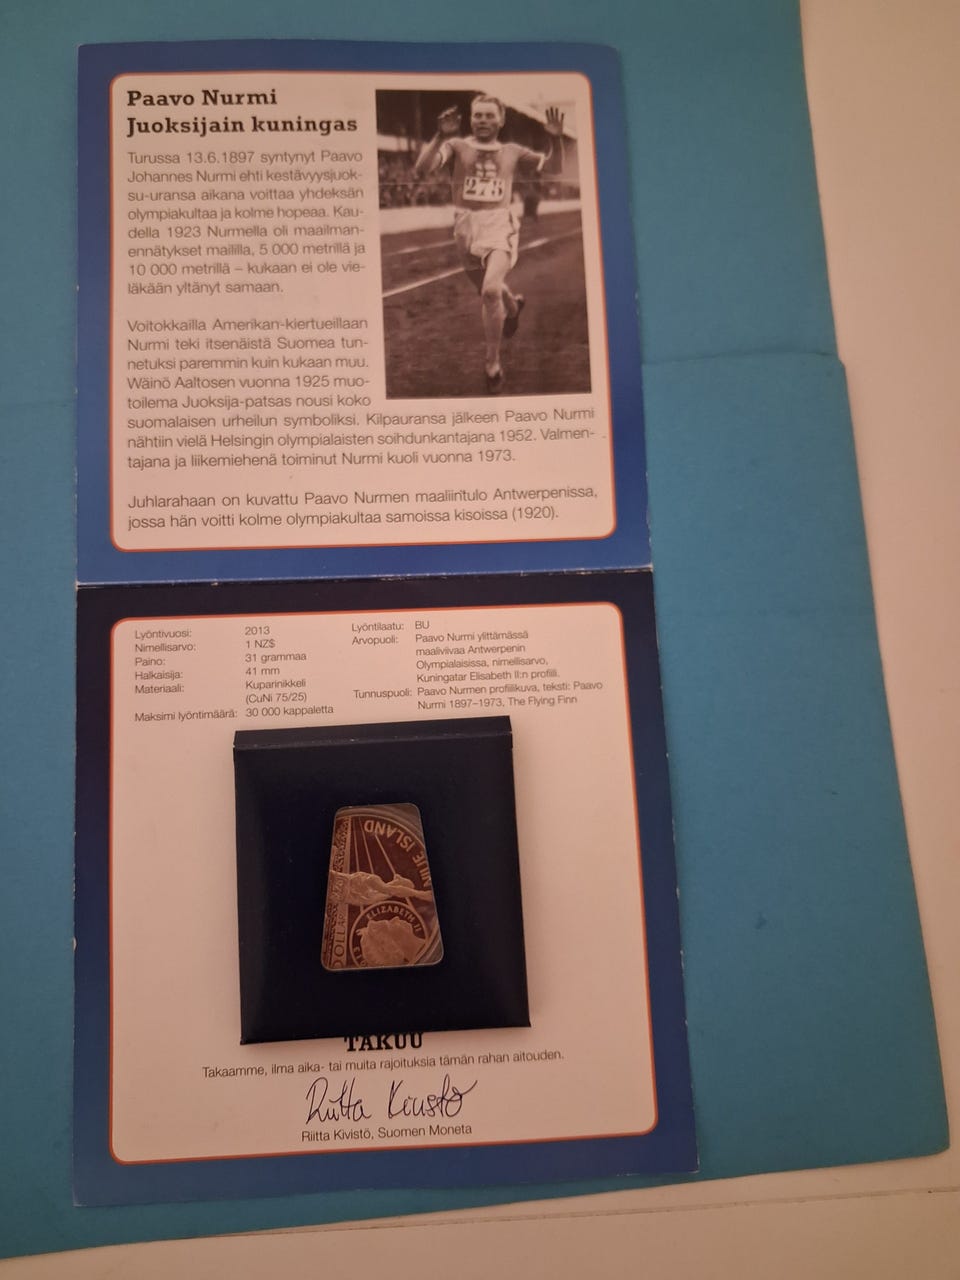 Paavo Nurmi
Juoksijain kuningas
Turussa 13.6.1897 syntynyt Paavo
Johannes Nurmi ehti kestävyysjuok-
su-uransa aikana voittaa yhdeksän
olympiakultaa ja kolme hopeaa. Kau-
della 1923 Nurmella oli maailman-
ennätykset maililla, 5 000 metrillä ja
10 000 metrillä – kukaan ei ole vie-
läkään yltänyt samaan.
Voitokkailla Amerikan-kiertueillaan
Nurmi teki itsenäistä Suomea tun-
netuksi paremmin kuin kukaan muu.
Wäinö Aaltosen vuonna 1925 muo-
toilema Juoksija-patsas nousi koko
suomalaisen urheilun symboliksi. Kilpauransa jälkeen Paavo Nurmi
nähtiin vielä Helsingin olympialaisten soihdunkantajana 1952. Valmen-
tajana ja liikemiehenä toiminut Nurmi kuoli vuonna 1973.
Juhlarahaan on kuvattu Paavo Nurmen maaliintulo Antwerpenissa,
jossa hän voitti kolme olympiakultaa samoissa kisoissa (1920).
Lyöntivuosi: 2013
Nimellisarvo: 1 NZ$
Paino: 31 grammaa
Halkaisija: 41 mm
Materiaali: Kuparinikkeli
(CuNi 75/25)
Maksimi lyöntimäärä: 30 000 kappaletta
Lyöntilaatu: BU
Arvopuoli: Paavo Nurmi ylittämässä
maaliviivaa Antwerpenin
Olympialaisissa, nimellisarvo,
Kuningatar Elisabeth II:n profiili.
Tunnuspuoli: Paavo Nurmen profiilikuva, teksti: Paavo
Nurmi 1897–1973, The Flying Finn
NIUE ISLAND
ELIZABETH II
DOLLAR
TAKUU
Takaamme, ilma aika- tai muita rajoituksia tämän rahan aitouden.
Riitta Kivistö
Riitta Kivistö, Suomen Moneta